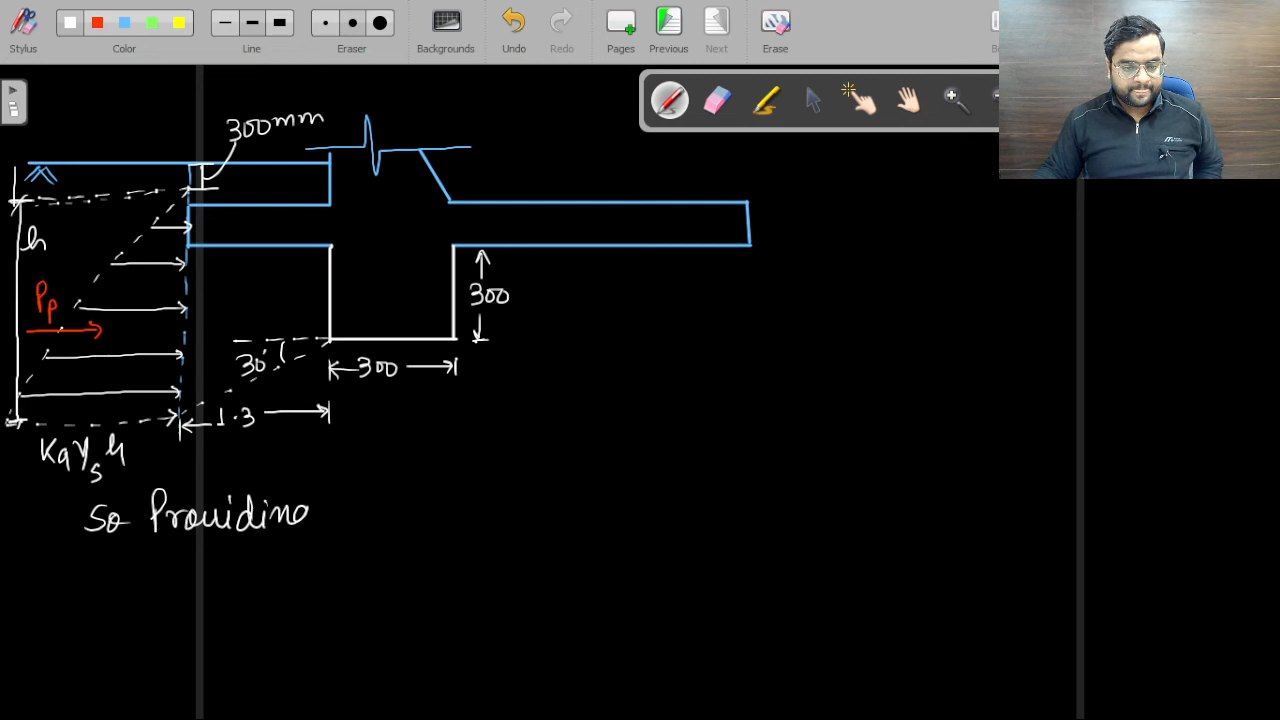 Stylus
Color
Line
Eraser
Backgrounds
Undo
Redo
Pages
Previous
Next
Erase
300mm
h
Pp
300
30°
300
1.3
Kaγsh
So Providing